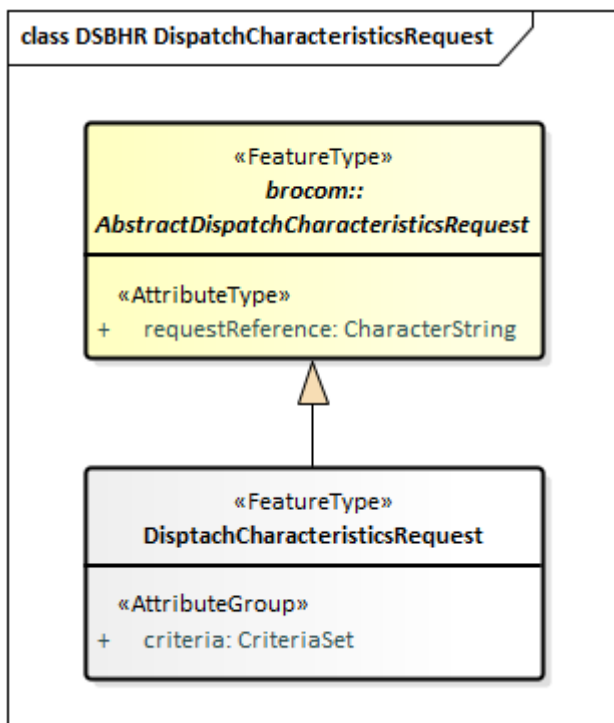 class DSBHR DispatchCharacteristicsRequest
«FeatureType»
brocom::
AbstractDispatchCharacteristicsRequest
«AttributeType»
+ requestReference: CharacterString
«FeatureType»
DisptachCharacteristicsRequest
«AttributeGroup»
+ criteria: CriteriaSet